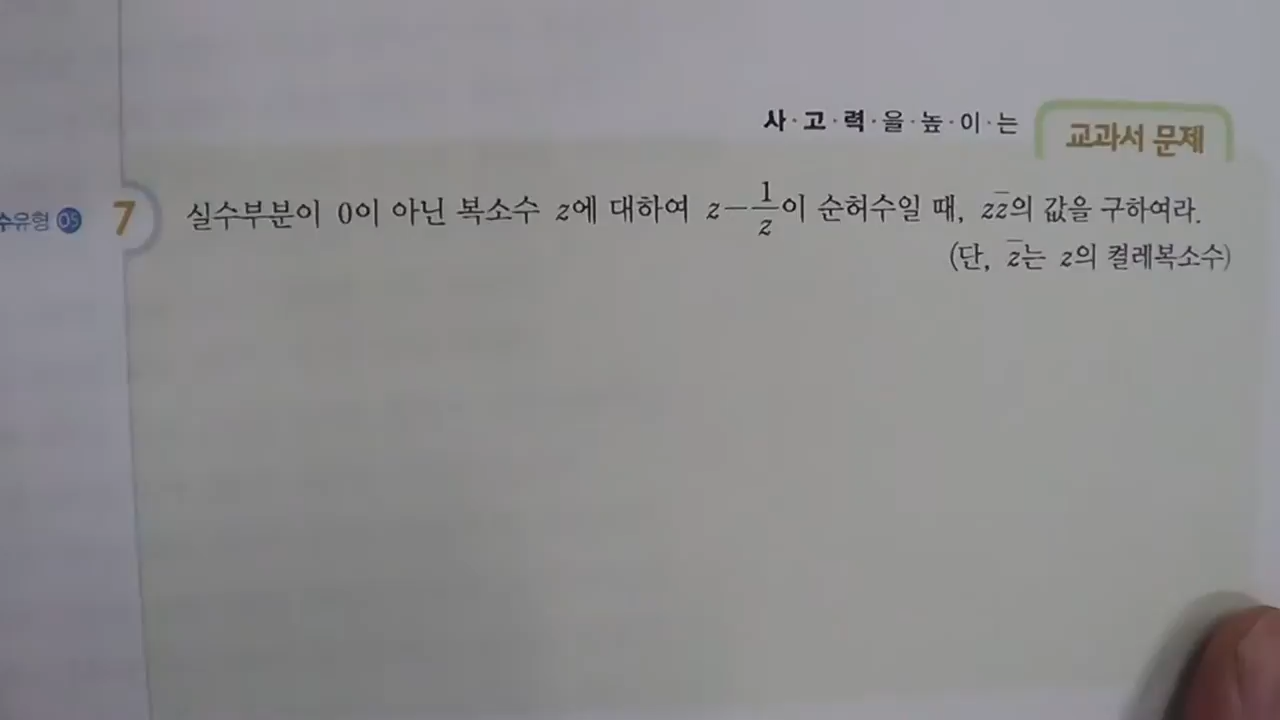 사·고·력·을·높·이·는 교과서 문제
수유형 05
7 실수부분이 0이 아닌 복소수 z에 대하여 z-1/z이 순허수일 때, zz̄의 값을 구하여라.
(단, z̄는 z의 켤레복소수)